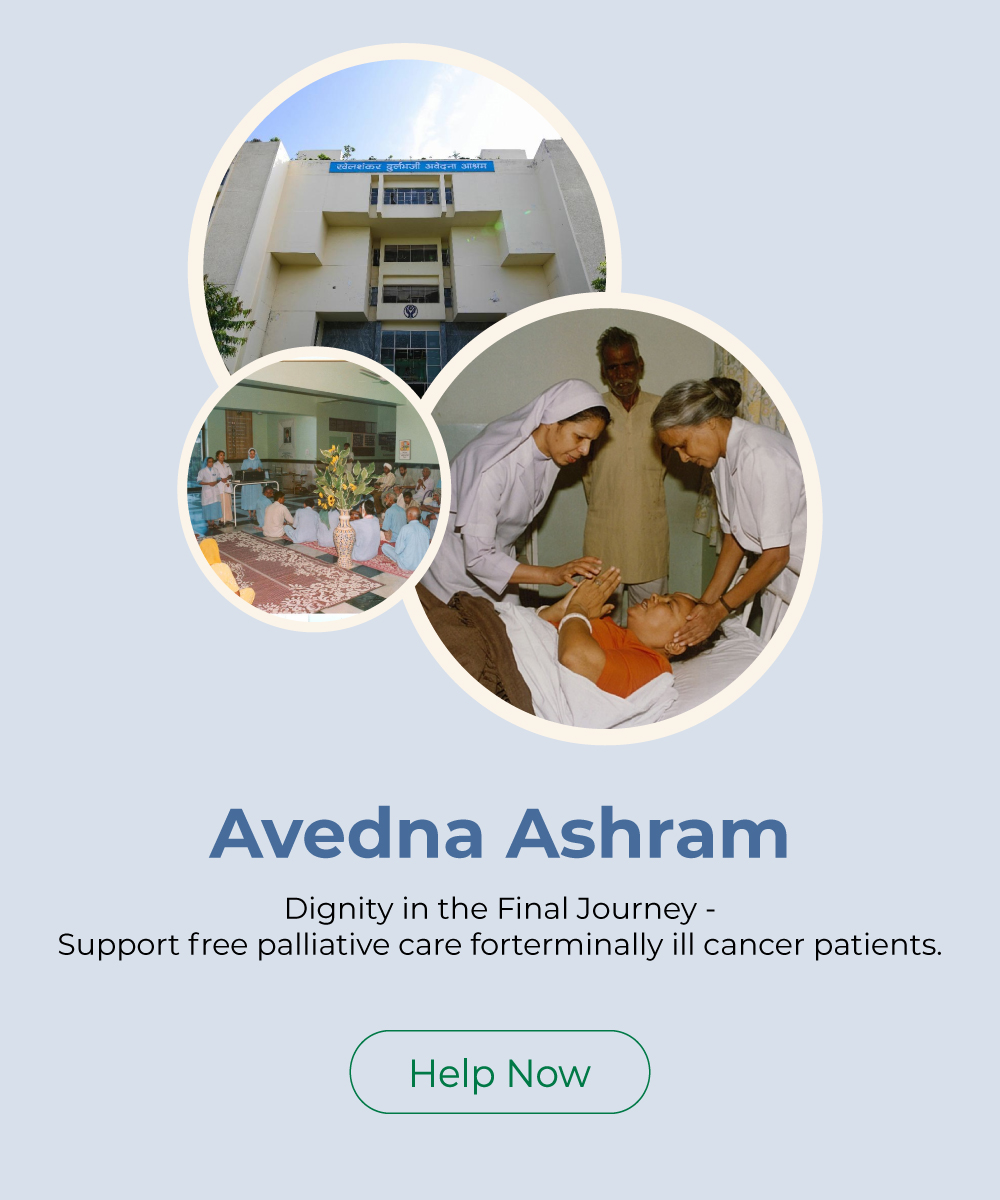 खेलशंकर दुर्लभजी अवेदना आश्रम
Avedna Ashram
Dignity in the Final Journey -
Support free palliative care forterminally ill cancer patients.
Help Now